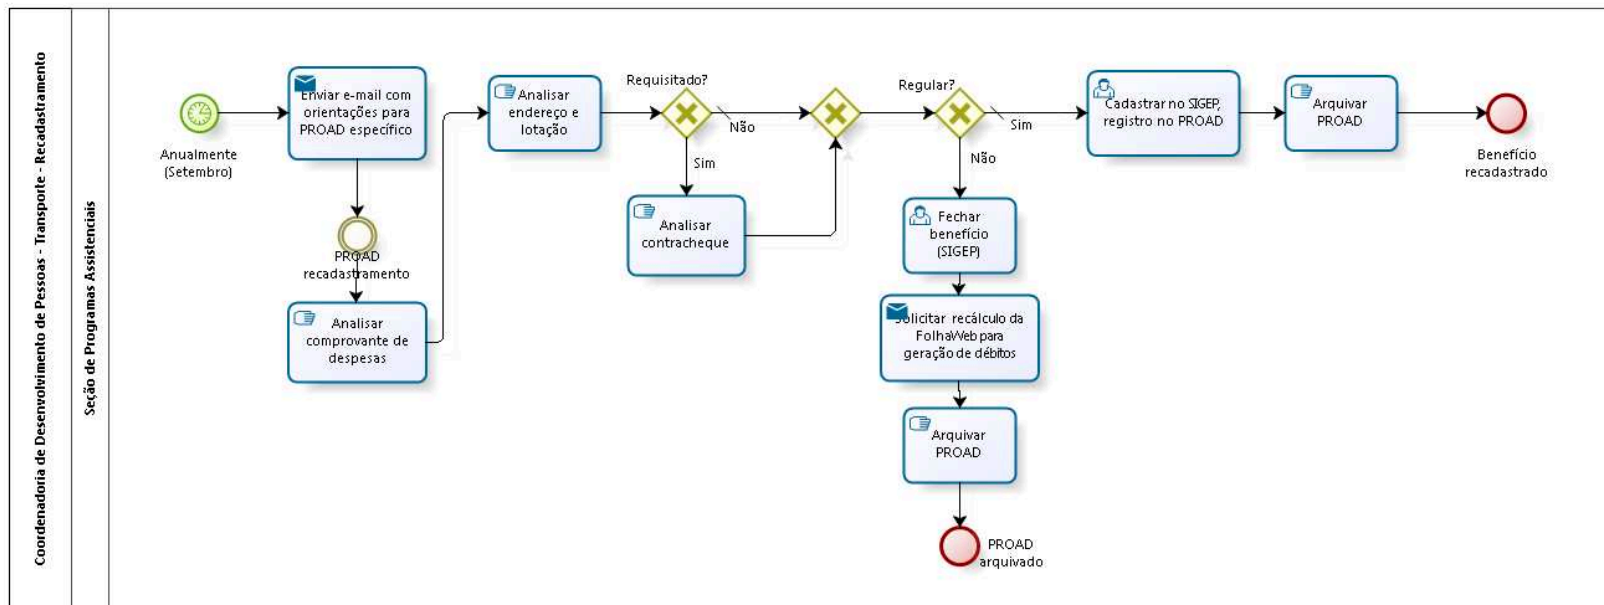 Coordenadoria de Desenvolvimento de Pessoas - Transporte - Recadastramento
Seção de Programas Assistenciais
Anualmente
(Setembro)
Enviar e-mail com
orientações para
PROAD específico
PROAD
recadastramento
Analisar
comprovante de
despesas
Analisar
endereço e
lotação
Requisitado?
Não
Sim
Analisar
contracheque
Regular?
Sim
Não
Cadastrar no SIGEP,
registro no PROAD
Arquivar
PROAD
Benefício
recadastrado
Fechar
benefício
(SIGEP)
Solicitar recálculo da
FolhaWeb para
geração de débitos
Arquivar
PROAD
PROAD
arquivado